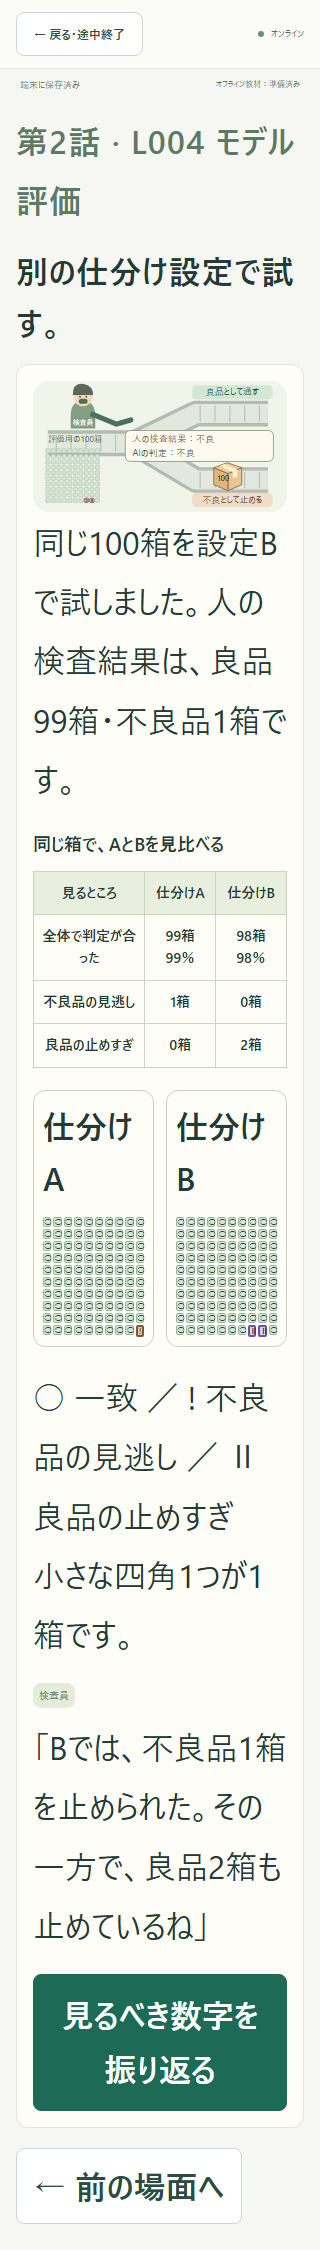 ← 戻る・途中終了
オンライン
端末に保存済み
オフライン教材：準備済み
第2話 · L004 モデル
評価
別の仕分け設定で試
す。
検査員
良品として通す
評価用の100箱
人の検査結果：不良
AIの判定：不良
100
不良として止める
同じ100箱を設定B
で試しました。人の
検査結果は、良品
99箱・不良品1箱で
す。
同じ箱で、AとBを見比べる
見るところ 仕分けA 仕分けB
全体で判定が合
った
99箱 98箱
99% 98%
不良品の見逃し 1箱 0箱
良品の止めすぎ 0箱 2箱
仕分け
A
仕分け
B
○ 一致 ／ ! 不良
品の見逃し ／ Ⅱ
良品の止めすぎ
小さな四角1つが1
箱です。
検査員
「Bでは、不良品1箱
を止められた。その
一方で、良品2箱も
止めているね」
見るべき数字を
振り返る
← 前の場面へ